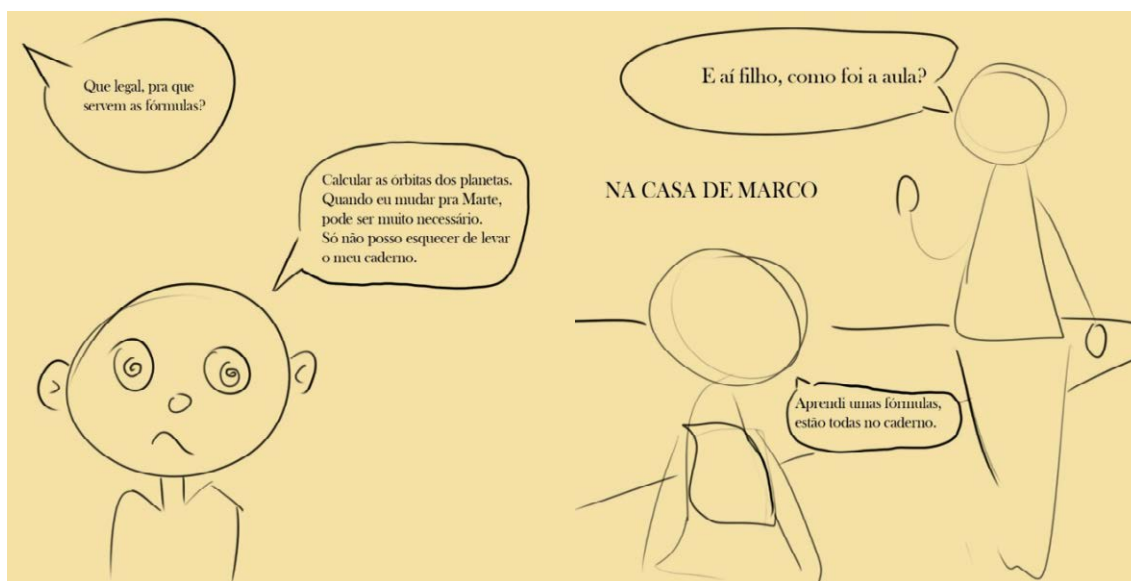 Que legal, pra que
servem as fórmulas?
Calcular as órbitas dos planetas.
Quando eu mudar pra Marte,
pode ser muito necessário.
Só não posso esquecer de levar
o meu caderno.
E aí filho, como foi a aula?
NA CASA DE MARCO
Aprendi umas fórmulas,
estão todas no caderno.